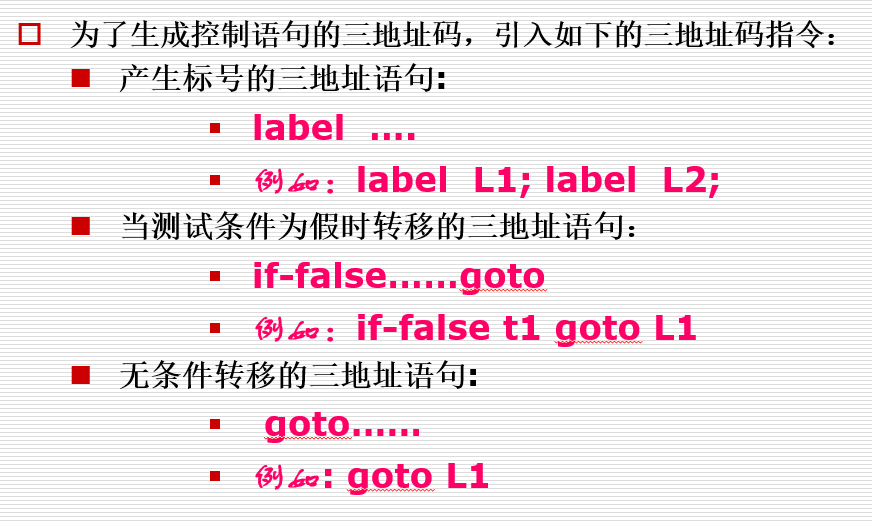 为了生成控制语句的三地址码，引入如下的三地址码指令：
产生标号的三地址语句:
label ....
例如：label L1; label L2;
当测试条件为假时转移的三地址语句：
if-false......goto
例如：if-false t1 goto L1
无条件转移的三地址语句:
goto......
例如: goto L1